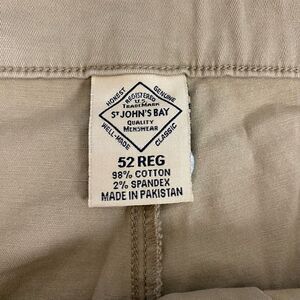 HONEST
GENUINE
REGISTERED
U.S.
TRADEMARK
ST JOHN'S BAY
QUALITY
MENSWEAR
WELL-MADE
CLASSIC
52 REG
98% COTTON
2% SPANDEX
MADE IN PAKISTAN